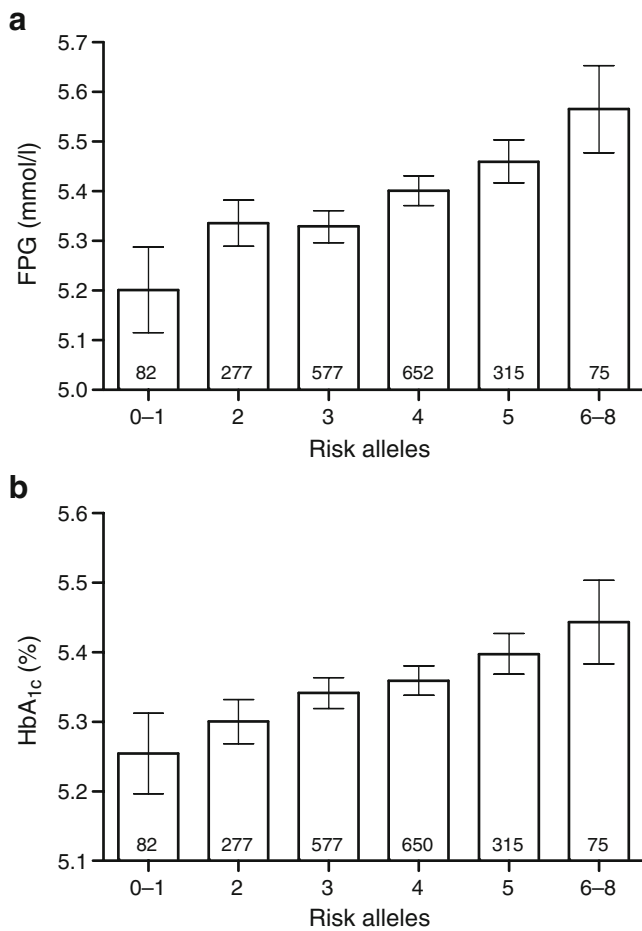 a
5.7
5.6
5.5
5.4
5.3
5.2
5.1
5.0
FPG (mmol/l)
82 277 577 652 315 75
0–1 2 3 4 5 6–8
Risk alleles
b
5.6
5.5
5.4
5.3
5.2
5.1
HbA1c (%)
82 277 577 650 315 75
0–1 2 3 4 5 6–8
Risk alleles